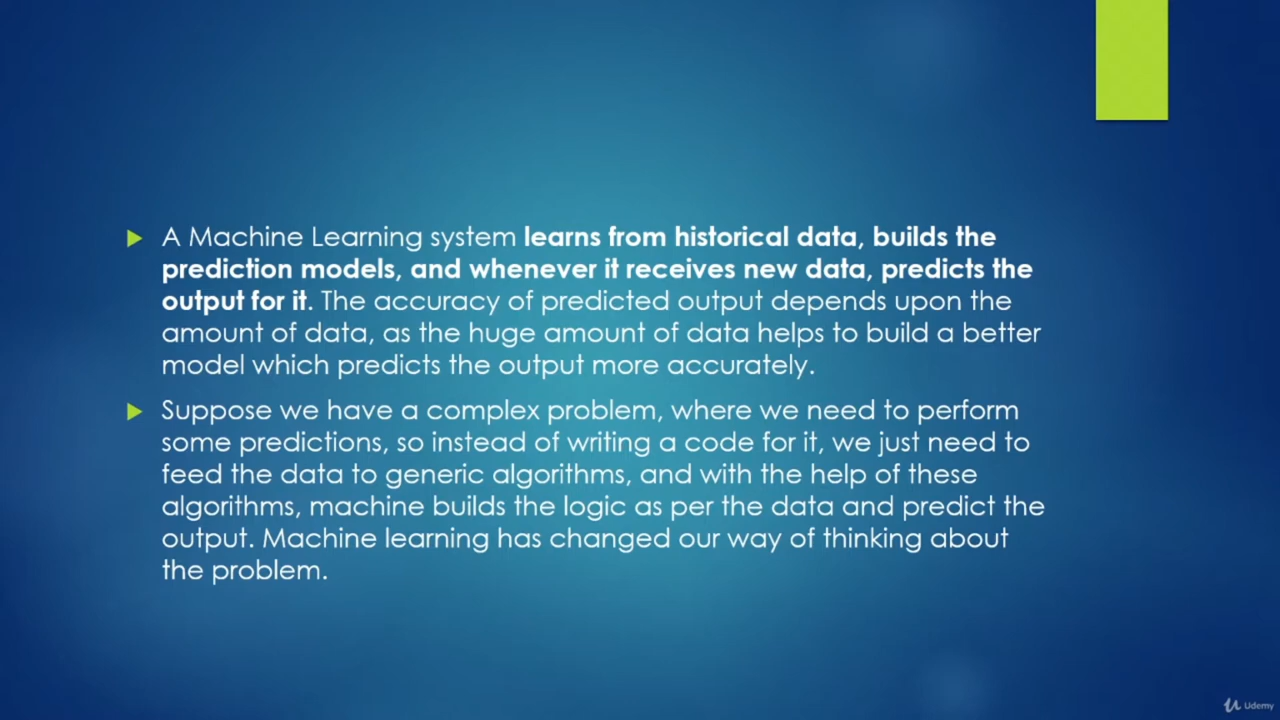 A Machine Learning system learns from historical data, builds the
prediction models, and whenever it receives new data, predicts the
output for it. The accuracy of predicted output depends upon the
amount of data, as the huge amount of data helps to build a better
model which predicts the output more accurately.
Suppose we have a complex problem, where we need to perform
some predictions, so instead of writing a code for it, we just need to
feed the data to generic algorithms, and with the help of these
algorithms, machine builds the logic as per the data and predict the
output. Machine learning has changed our way of thinking about
the problem.
Udemy